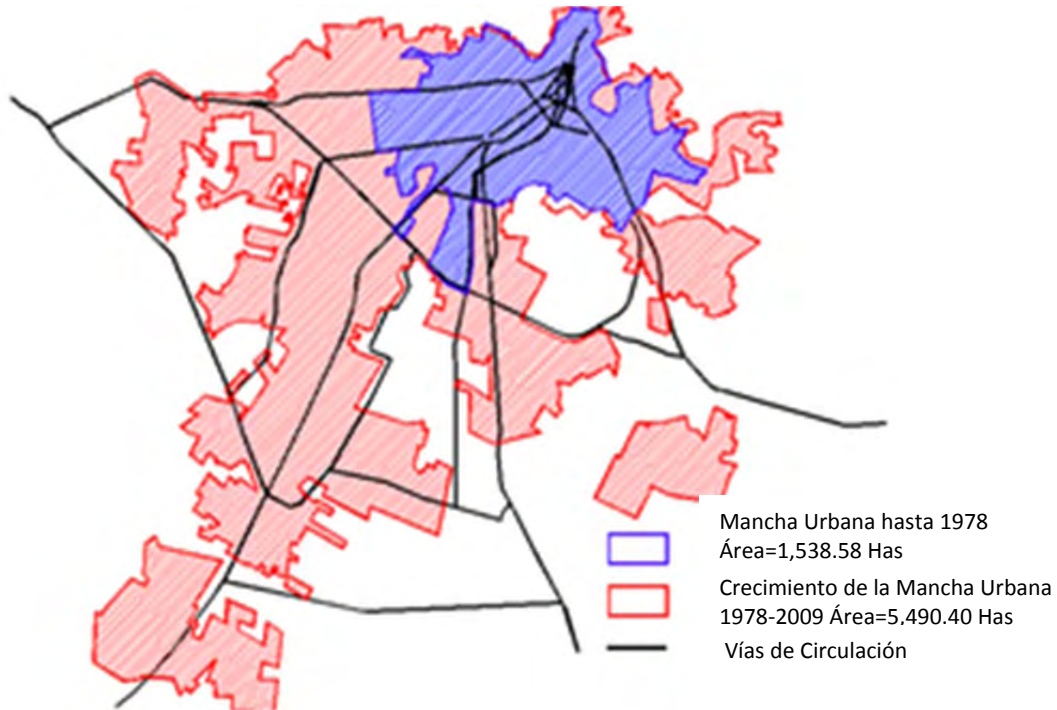 Mancha Urbana hasta 1978
Área=1,538.58 Has
Crecimiento de la Mancha Urbana
1978-2009 Área=5,490.40 Has
Vías de Circulación